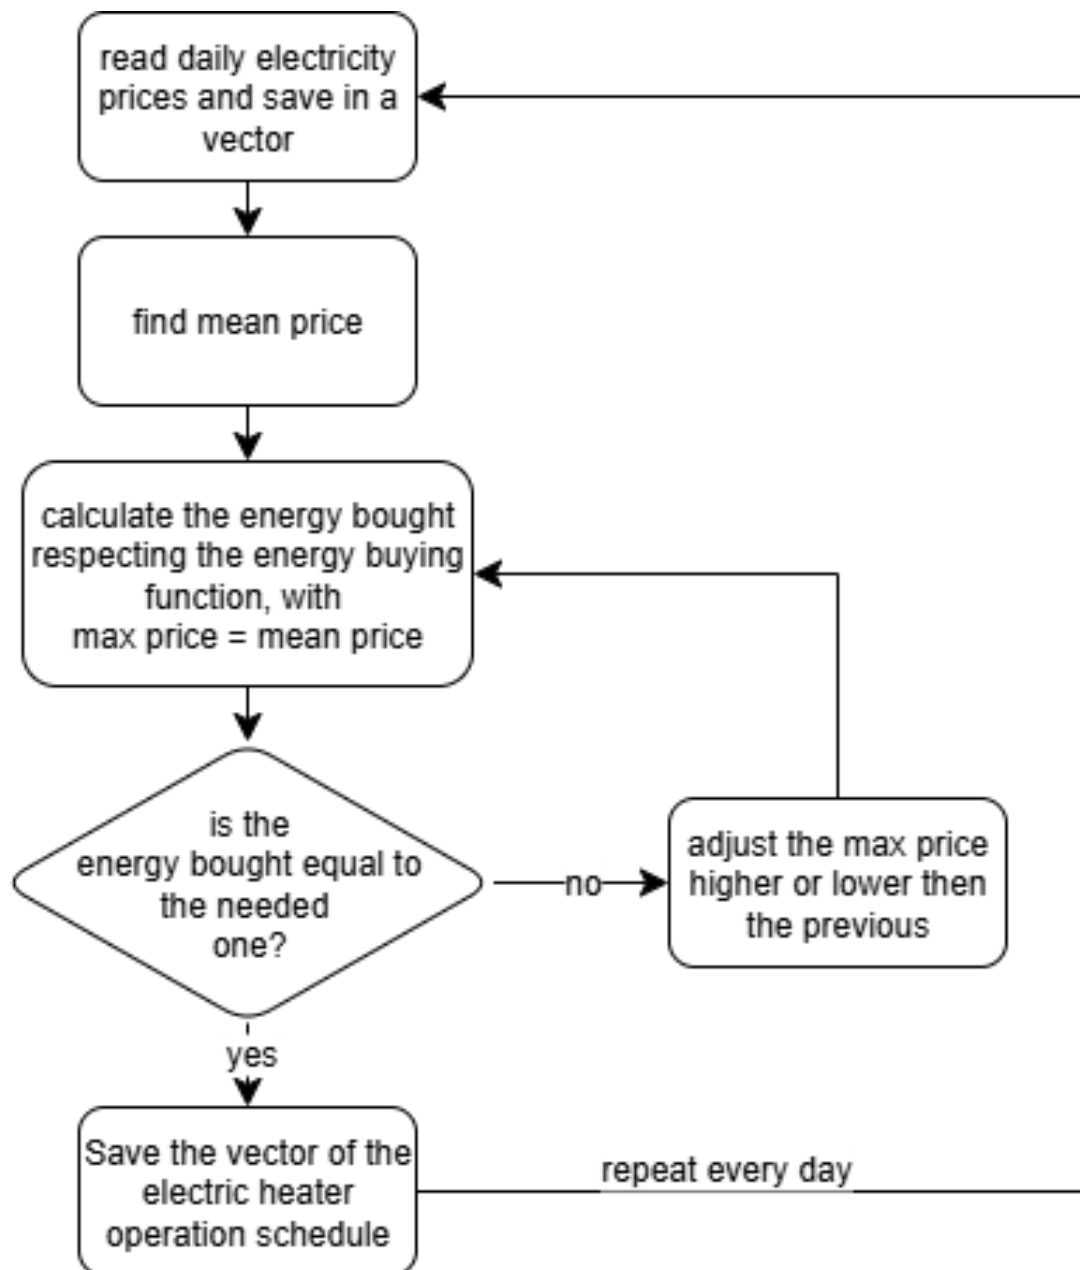 read daily electricity
prices and save in a
vector
find mean price
calculate the energy bought
respecting the energy buying
function, with
max price = mean price
is the
energy bought equal to
the needed
one?
no
adjust the max price
higher or lower then
the previous
yes
Save the vector of the
electric heater
operation schedule
repeat every day